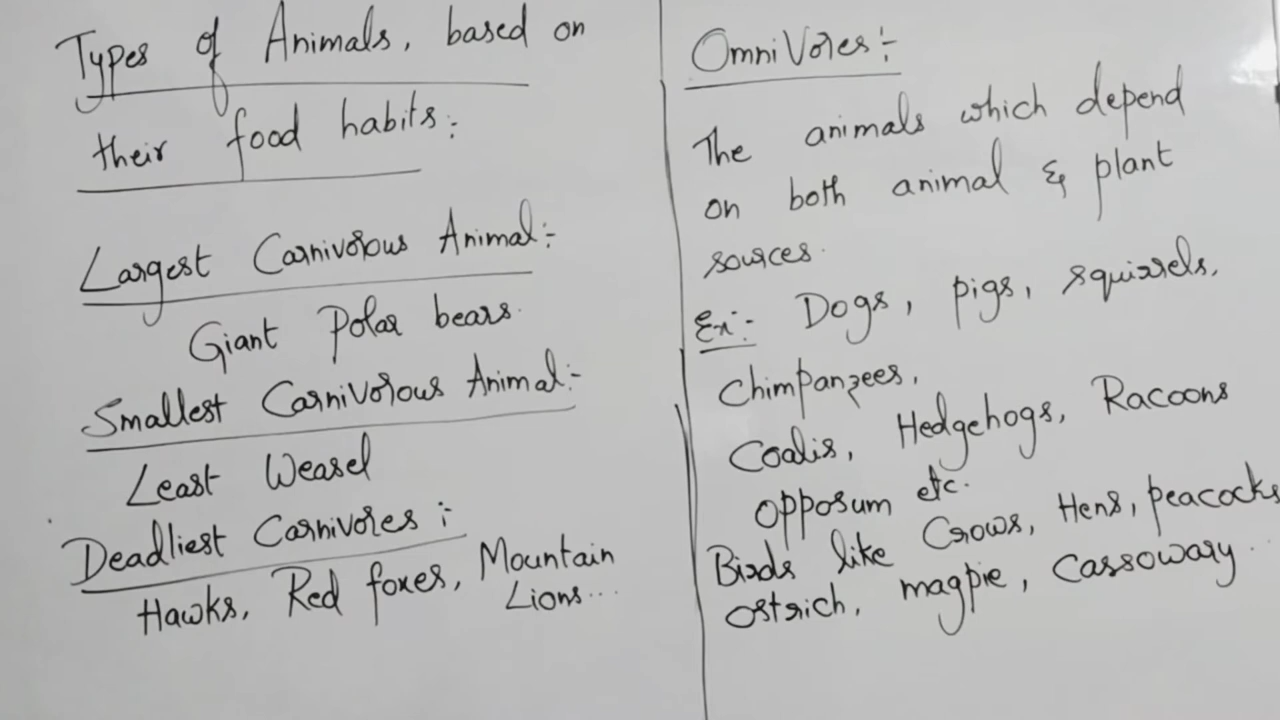 Types of Animals, based on
their food habits:
Largest Carnivorous Animal:-
Giant Polar bears.
Smallest Carnivorous Animal:-
Least Weasel
Deadliest Carnivores :-
Hawks, Red foxes, Mountain
Lions...
OmniVores:-
The animals which depend
on both animal & plant
sources.
Ex:- Dogs, pigs, squirrels,
Chimpanzees,
Coatis, Hedgehogs, Racoons
opposum etc.
Birds like Crows, Hens, peacocks
ostrich, magpie, Cassowary..